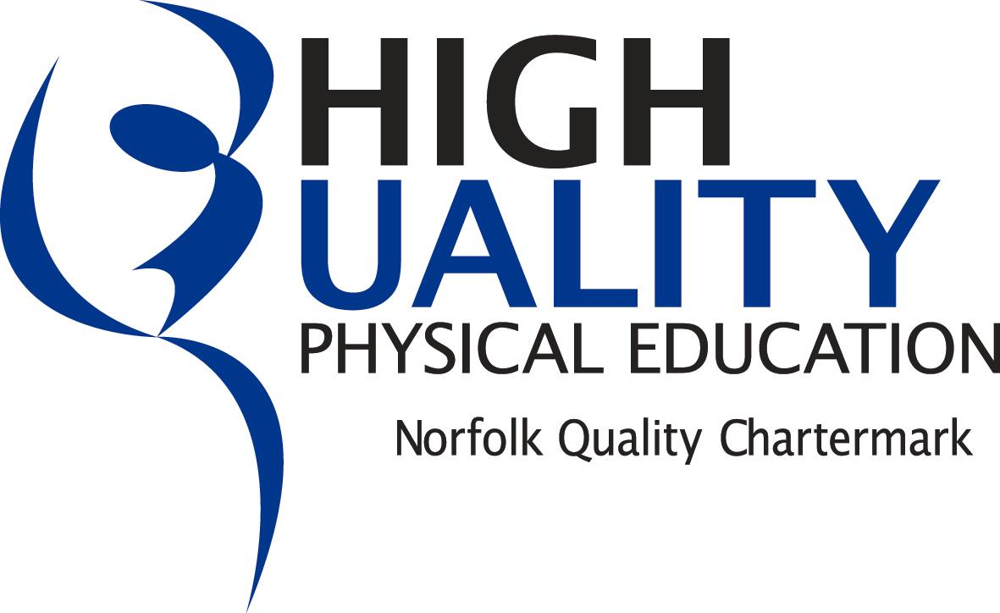 HIGH
UALITY
PHYSICAL EDUCATION
Norfolk Quality Chartermark